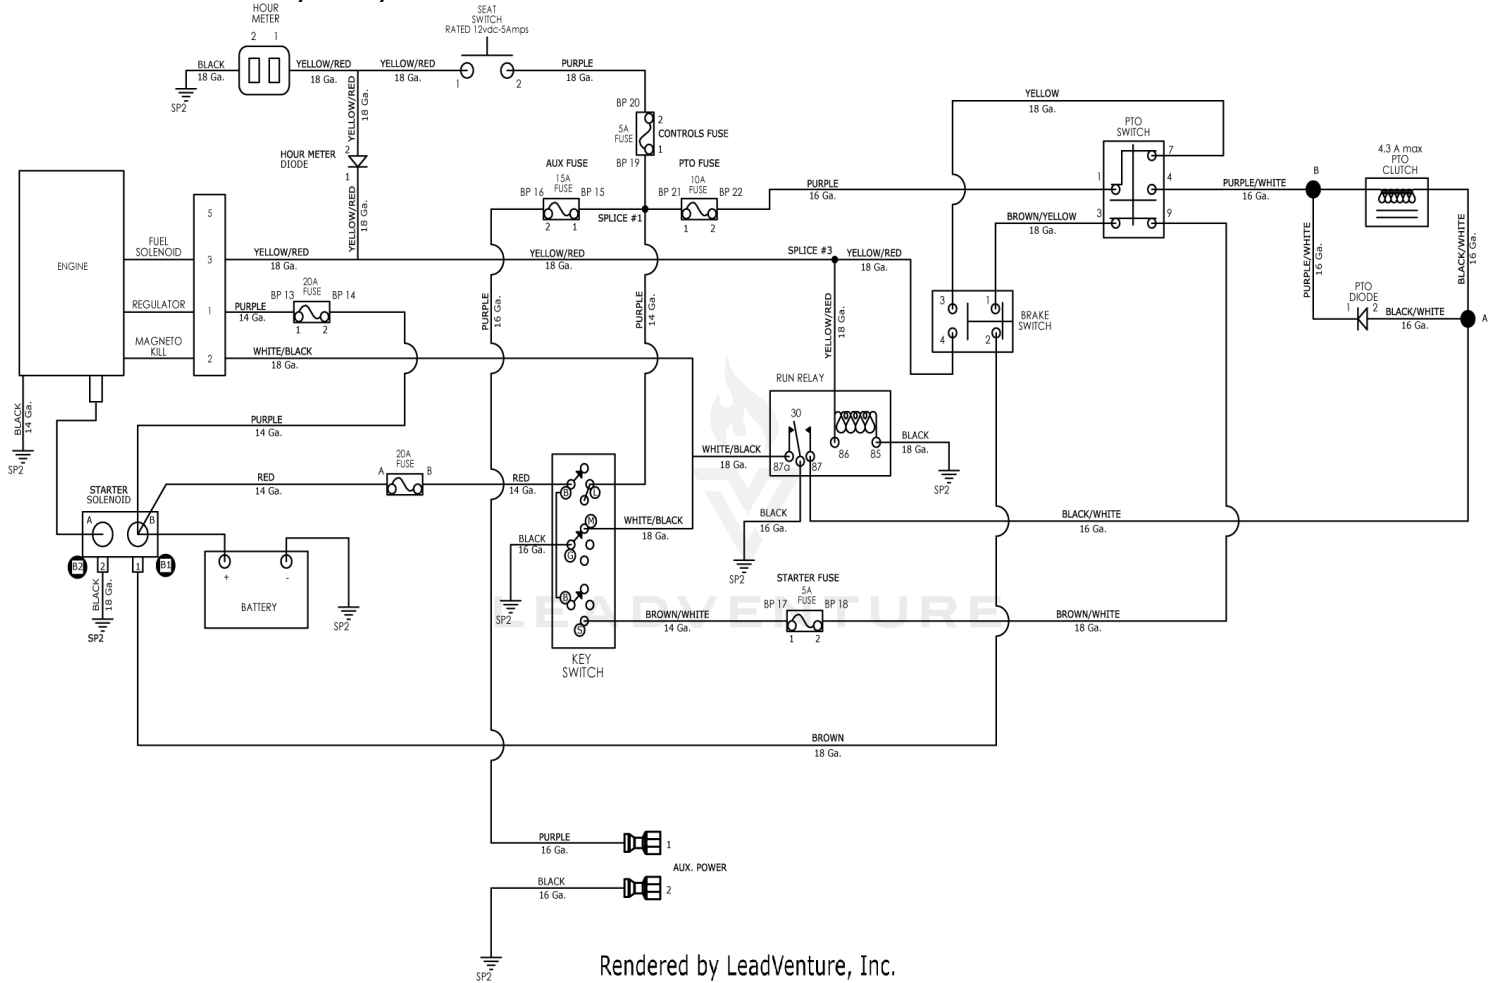 HOUR
METER
2 1
SEAT
SWITCH
RATED 12vdc-5Amps
BLACK
18 Ga.
SP2
YELLOW/RED
18 Ga.
YELLOW/RED
18 Ga.
1
2
PURPLE
18 Ga.
YELLOW/RED
18 Ga.
HOUR METER
DIODE
2
1
YELLOW/RED
18 Ga.
BP 20
5A
FUSE
2
1
CONTROLS FUSE
BP 19
AUX FUSE
15A
FUSE
BP 16
BP 15
2 1
SPLICE #1
PTO FUSE
10A
FUSE
BP 21
BP 22
1 2
PURPLE
16 Ga.
YELLOW
18 Ga.
PTO
SWITCH
7
1
4
3
9
BROWN/YELLOW
18 Ga.
PURPLE/WHITE
16 Ga.
B
4.3 A max
PTO
CLUTCH
PURPLE/WHITE
16 Ga.
BLACK/WHITE
16 Ga.
PTO
DIODE
1 2
BLACK/WHITE
16 Ga.
A
ENGINE
FUEL
SOLENOID
REGULATOR
MAGNETO
KILL
5
3
1
2
YELLOW/RED
18 Ga.
YELLOW/RED
18 Ga.
SPLICE #3
YELLOW/RED
18 Ga.
PURPLE
14 Ga.
BP 13
20A
FUSE
BP 14
1 2
WHITE/BLACK
18 Ga.
PURPLE
16 Ga.
PURPLE
14 Ga.
YELLOW/RED
18 Ga.
3
1
4
2
BRAKE
SWITCH
BLACK
14 Ga.
SP2
PURPLE
14 Ga.
RED
14 Ga.
A
20A
FUSE
B
RED
14 Ga.
RUN RELAY
30
87a
87
86
85
WHITE/BLACK
18 Ga.
BLACK
18 Ga.
SP2
STARTER
SOLENOID
A
B
B2
2
1
B1
BLACK
18 Ga.
SP2
+
-
BATTERY
SP2
B
L
M
G
B
S
KEY
SWITCH
BLACK
16 Ga.
SP2
WHITE/BLACK
18 Ga.
BLACK
16 Ga.
SP2
BLACK/WHITE
16 Ga.
BROWN/WHITE
14 Ga.
STARTER FUSE
5A
FUSE
BP 17
BP 18
1 2
BROWN/WHITE
18 Ga.
LEADVENTURE
BROWN
18 Ga.
PURPLE
16 Ga.
1
AUX. POWER
BLACK
16 Ga.
2
SP2
Rendered by LeadVenture, Inc.